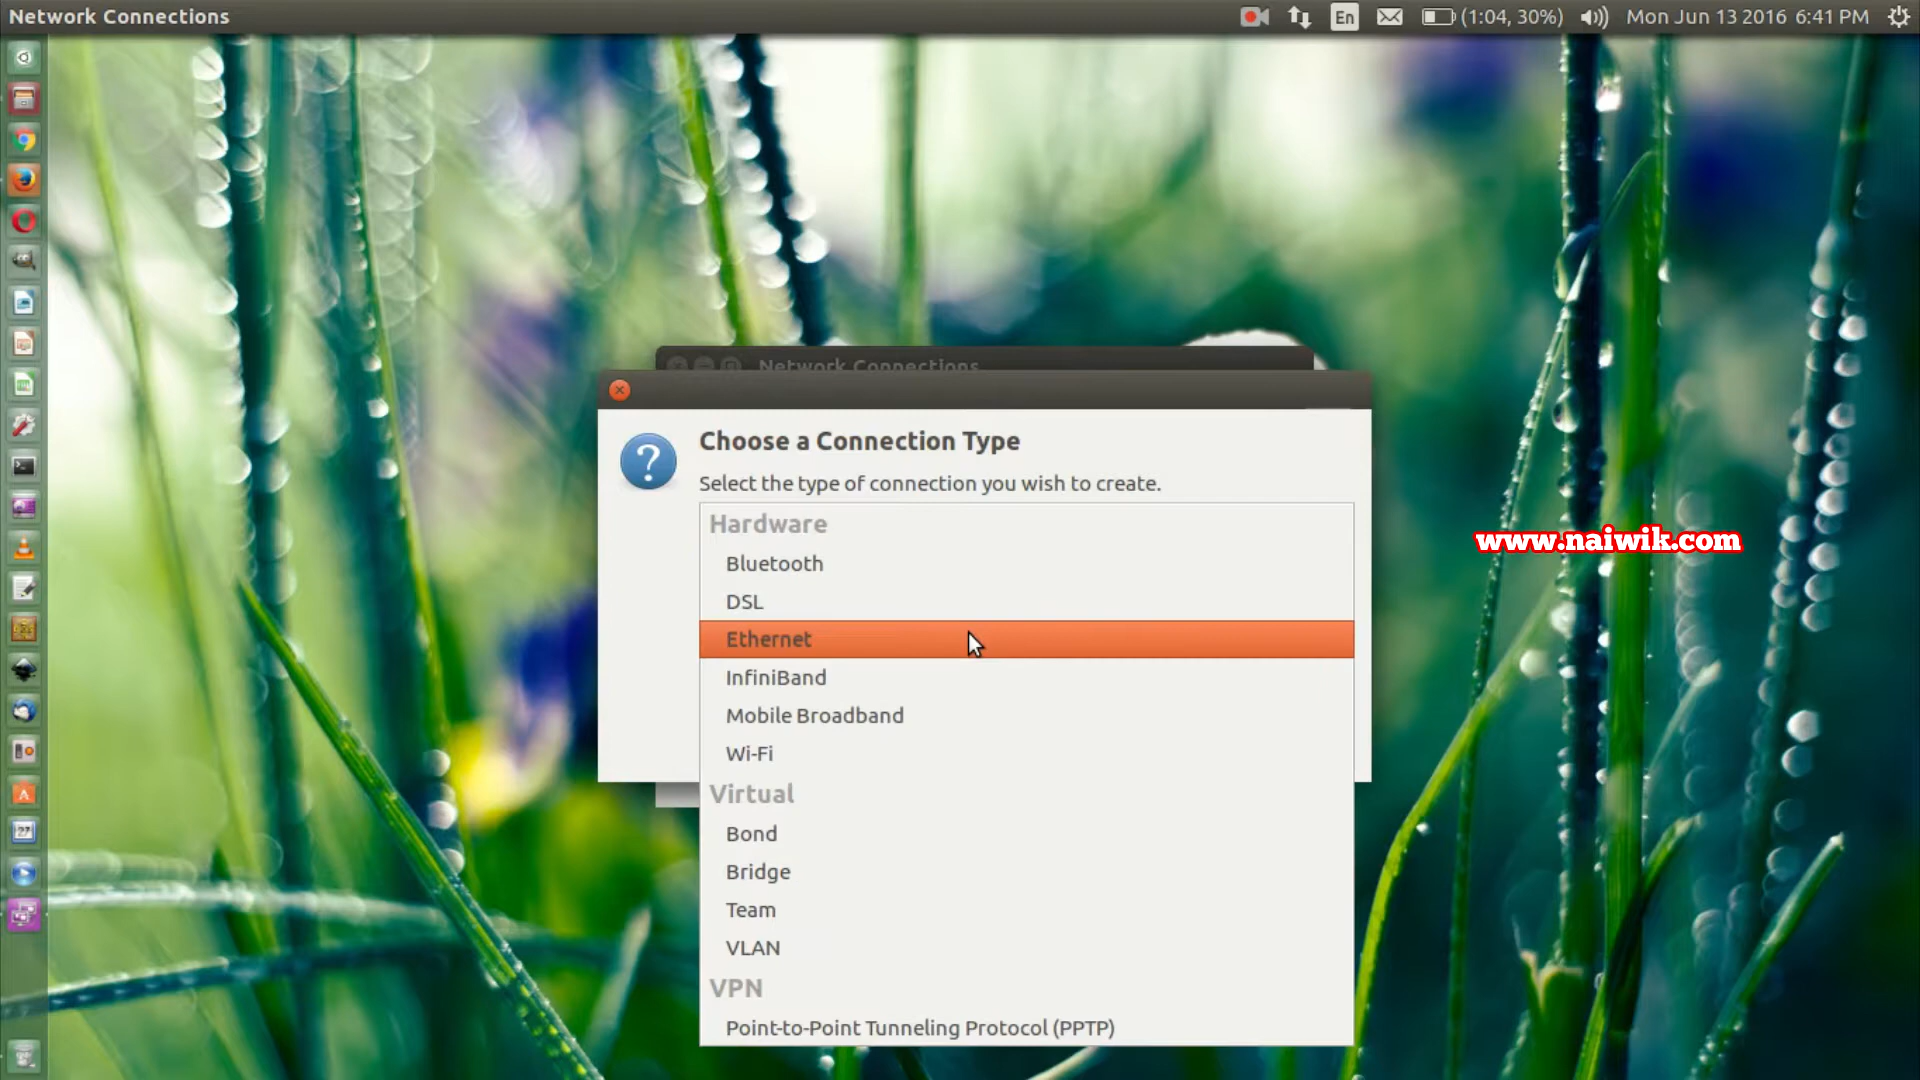 Network Connections
En (1:04, 30%) Mon Jun 13 2016 6:41 PM
Network Connections
Choose a Connection Type
Select the type of connection you wish to create.
Hardware
Bluetooth
DSL
Ethernet
InfiniBand
Mobile Broadband
Wi-Fi
Virtual
Bond
Bridge
Team
VLAN
VPN
Point-to-Point Tunneling Protocol (PPTP)
www.naiwik.com